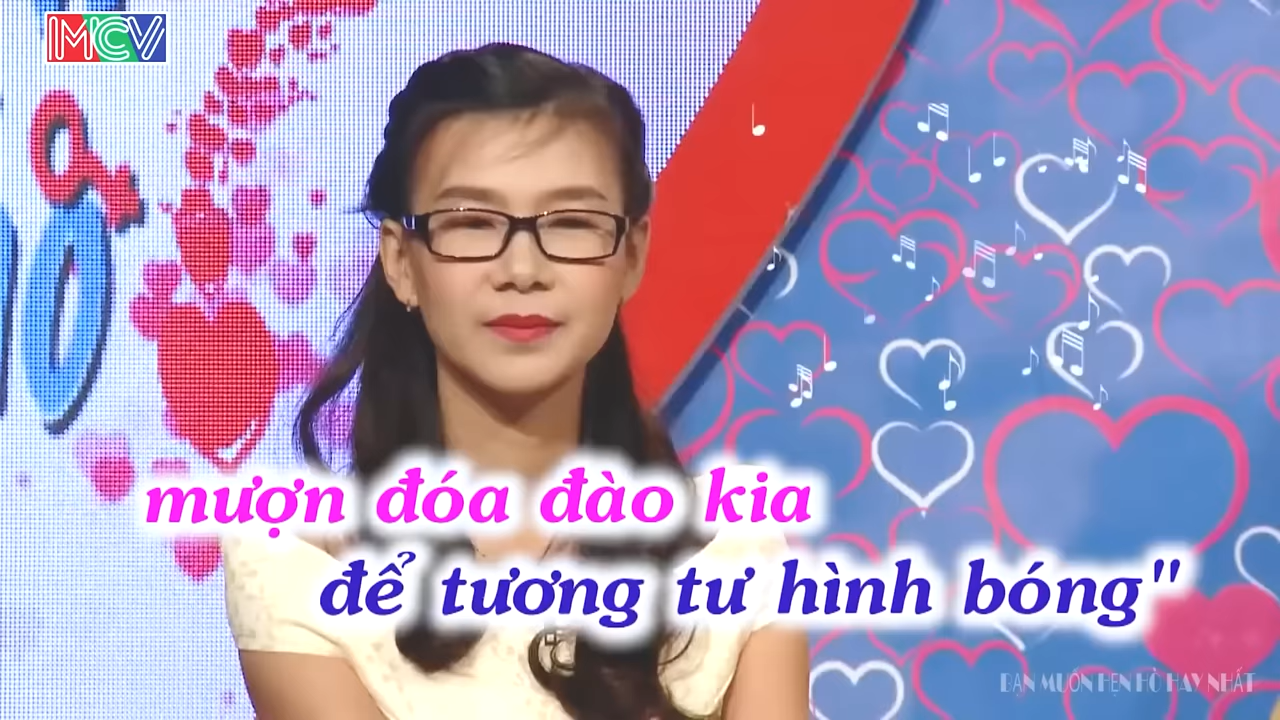 MCV
mượn đóa đào kia
để tương tư hình bóng"
BẠN MUỐN HẸN HÒ HAY NHẤT